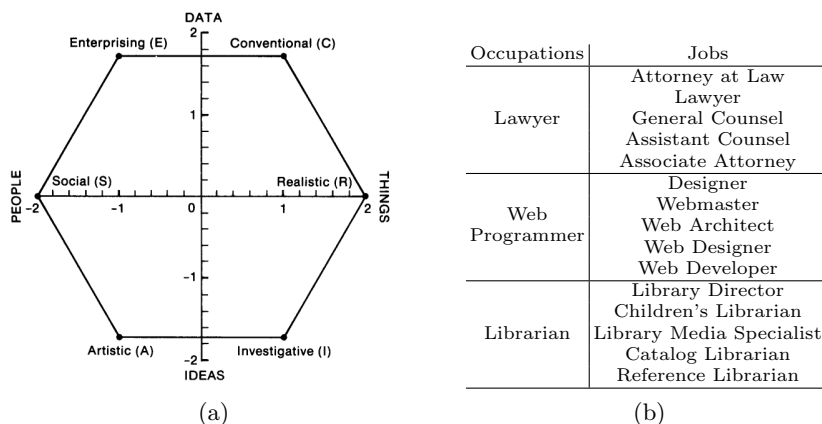 DATA
2
Enterprising (E) Conventional (C)
1
Social (S) Realistic (R)
PEOPLE
THINGS
-2 -1 0 1 2
-1
Artistic (A) -2 Investigative (I)
IDEAS
(a)
Occupations Jobs
Lawyer
Attorney at Law
Lawyer
General Counsel
Assistant Counsel
Associate Attorney
Web
Programmer
Designer
Webmaster
Web Architect
Web Designer
Web Developer
Librarian
Library Director
Children's Librarian
Library Media Specialist
Catalog Librarian
Reference Librarian
(b)